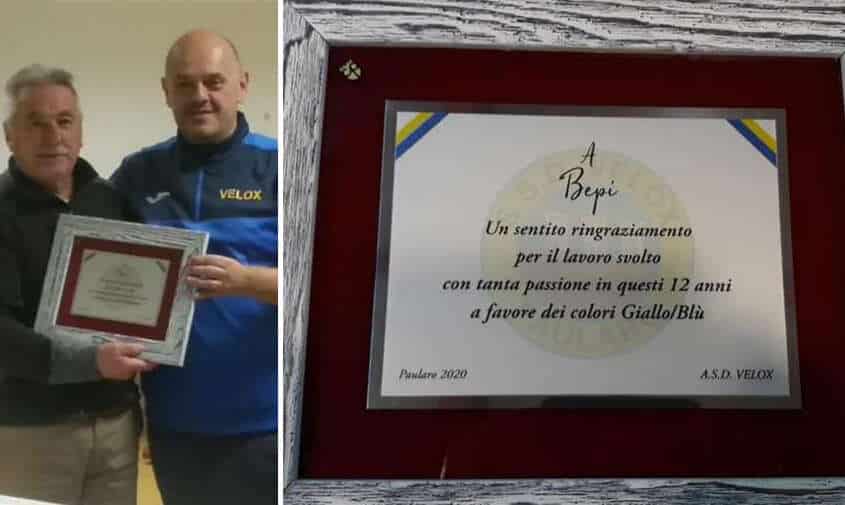 VELOX
A
Bepi
Un sentito ringraziamento
per il lavoro svolto
con tanta passione in questi 12 anni
a favore dei colori Giallo/Blù
Paularo 2020
A.S.D. VELOX